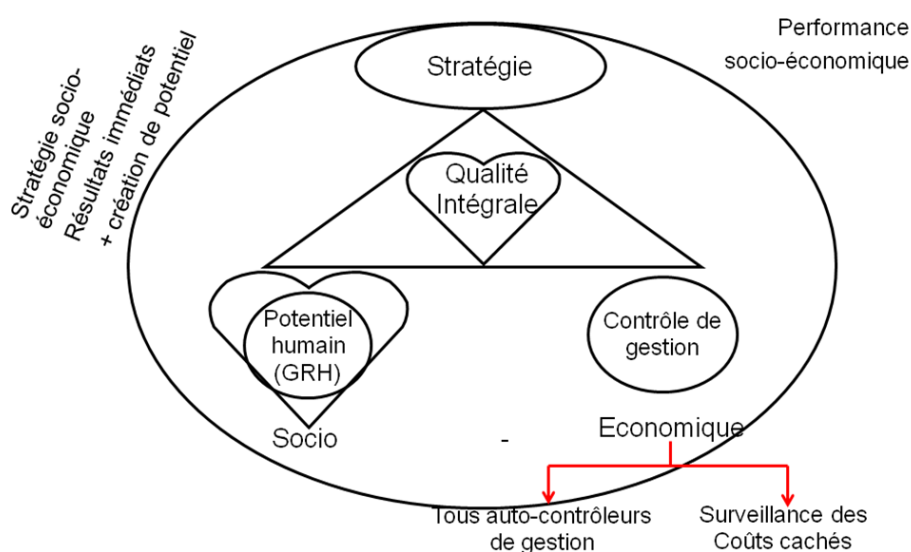 Stratégie socio-
économique
Résultats immédiats
+ création de potentiel
Performance
socio-économique
Stratégie
Qualité
Intégrale
Potentiel
humain
(GRH)
Contrôle de
gestion
Socio
-
Economique
Tous auto-contrôleurs
de gestion
Surveillance des
Coûts cachés